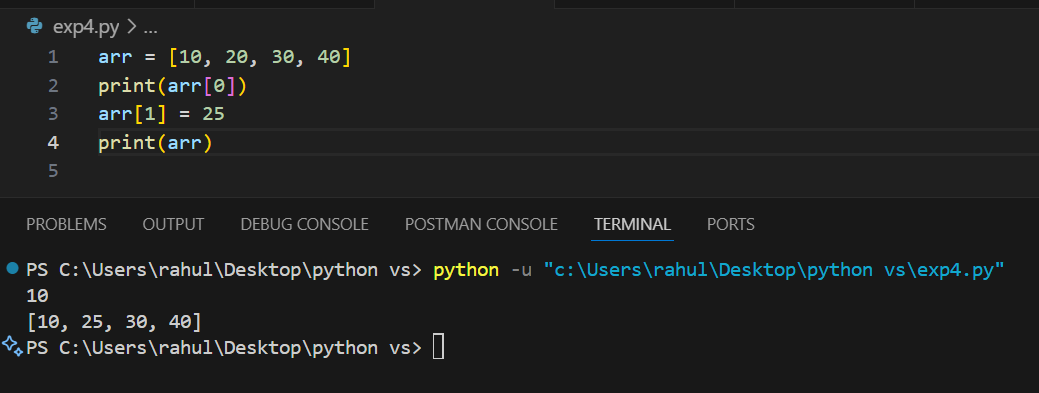 exp4.py > ...
1 arr = [10, 20, 30, 40]
2 print(arr[0])
3 arr[1] = 25
4 print(arr)
5
PROBLEMS OUTPUT DEBUG CONSOLE POSTMAN CONSOLE TERMINAL PORTS
PS C:\Users\rahul\Desktop\python vs> python -u "c:\Users\rahul\Desktop\python vs\exp4.py"
10
[10, 25, 30, 40]
PS C:\Users\rahul\Desktop\python vs>